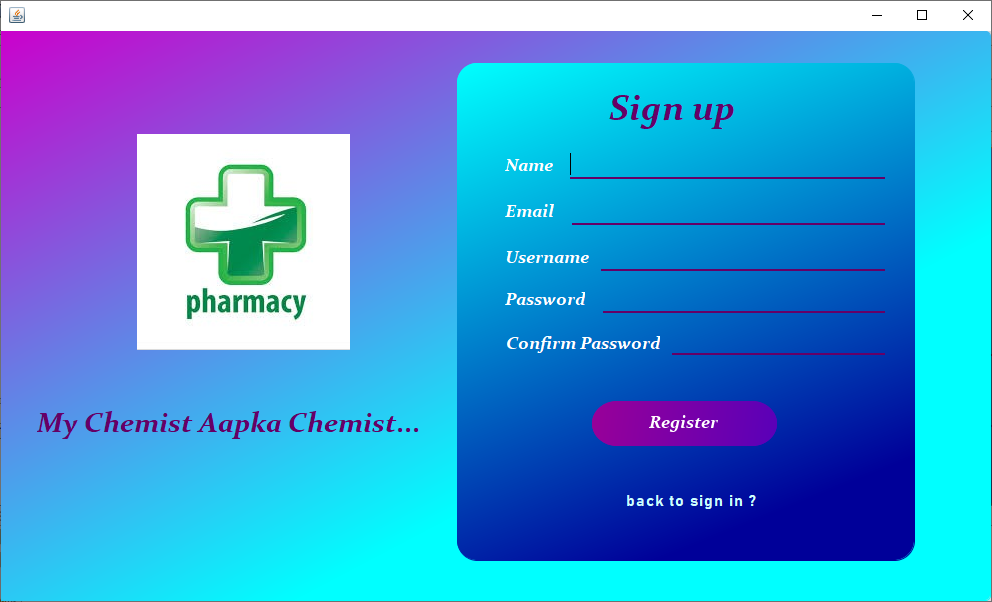 pharmacy
My Chemist Aapka Chemist...
Sign up
Name
Email
Username
Password
Confirm Password
Register
back to sign in ?